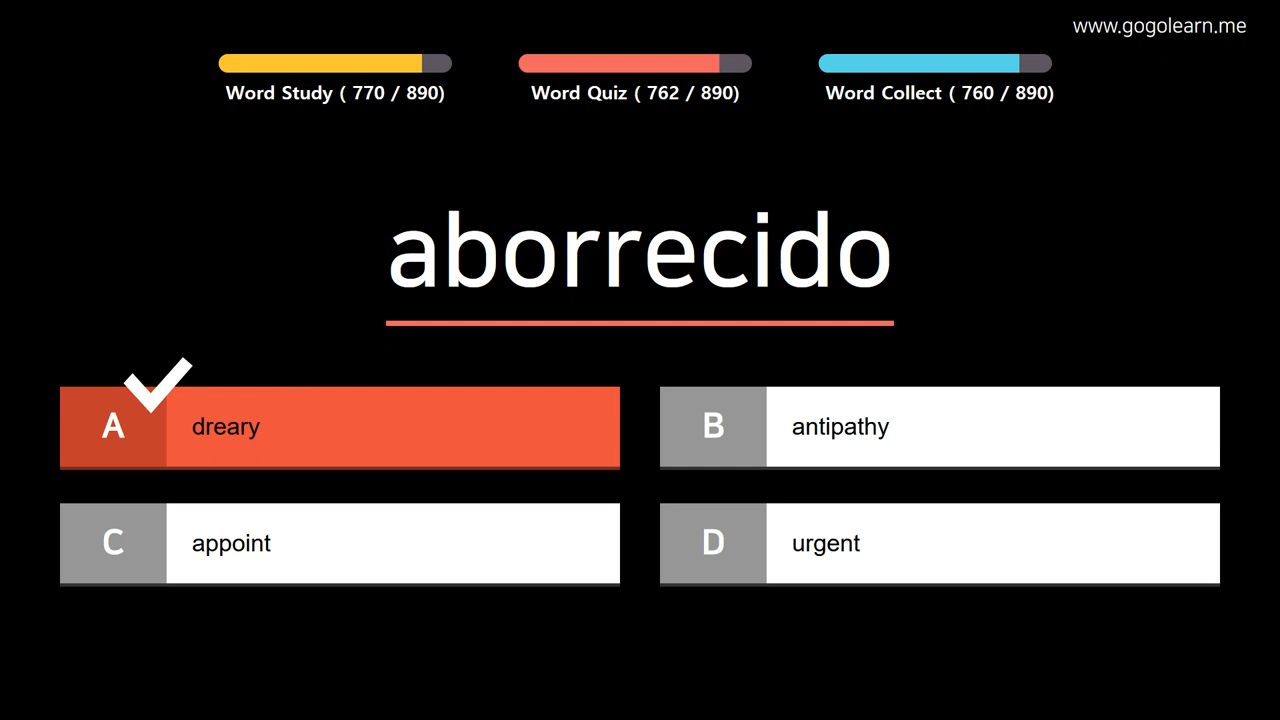 www.gogolearn.me
Word Study ( 770 / 890)
Word Quiz ( 762 / 890)
Word Collect ( 760 / 890)
aborrecido
A dreary
B antipathy
C appoint
D urgent